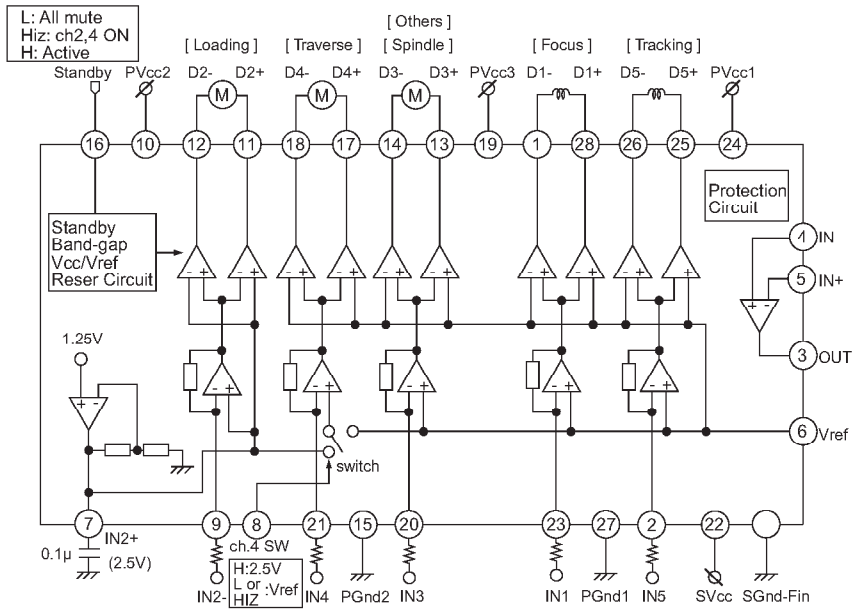 L: All mute
Hiz: ch2,4 ON
H: Active
[ Others ]
[ Loading ] [ Traverse ] [ Spindle ] [ Focus ] [ Tracking ]
Standby PVcc2 D2- D2+ D4- D4+ D3- D3+ PVcc3 D1- D1+ D5- D5+ PVcc1
M M M
16 10 12 11 18 17 14 13 19 1 28 26 25 24
Protection
Circuit
Standby
Band-gap
Vcc/Vref
Reser Circuit
4 IN
5 IN+
- + - + - + - + - + - + - + - + - + - +
+ -
1.25V
3 OUT
- + - + - + - + - +
+ -
6 Vref
switch
7 9 8 21 15 20 23 27 2 22
IN2+
0.1µ
(2.5V)
ch.4 SW
H:2.5V
L or :Vref
HIZ
IN2- IN4 PGnd2 IN3 IN1 PGnd1 IN5 SVcc SGnd-Fin